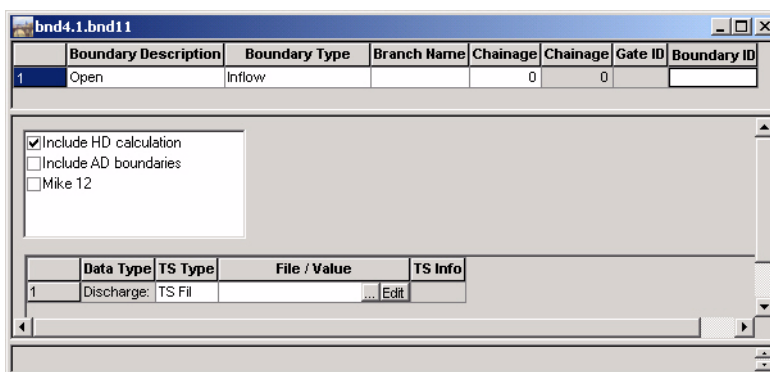 bnd4.1.bnd11
Boundary Description Boundary Type Branch Name Chainage Chainage Gate ID Boundary ID
1 Open Inflow 0 0
Include HD calculation
Include AD boundaries
Mike 12
Data Type TS Type File / Value TS Info
1 Discharge: TS Fil ... Edit